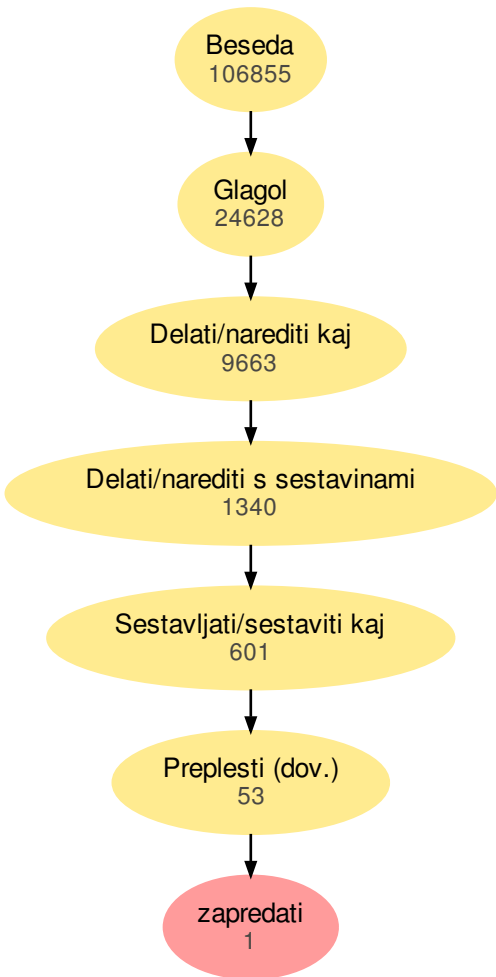 Beseda
106855
Glagol
24628
Delati/narediti kaj
9663
Delati/narediti s sestavinami
1340
Sestavljati/sestaviti kaj
601
Preplesti (dov.)
53
zapredati
1